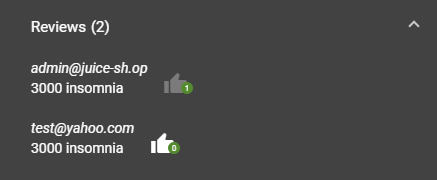 Reviews (2)
admin@juice-sh.op
3000 insomnia 1
test@yahoo.com
3000 insomnia 0